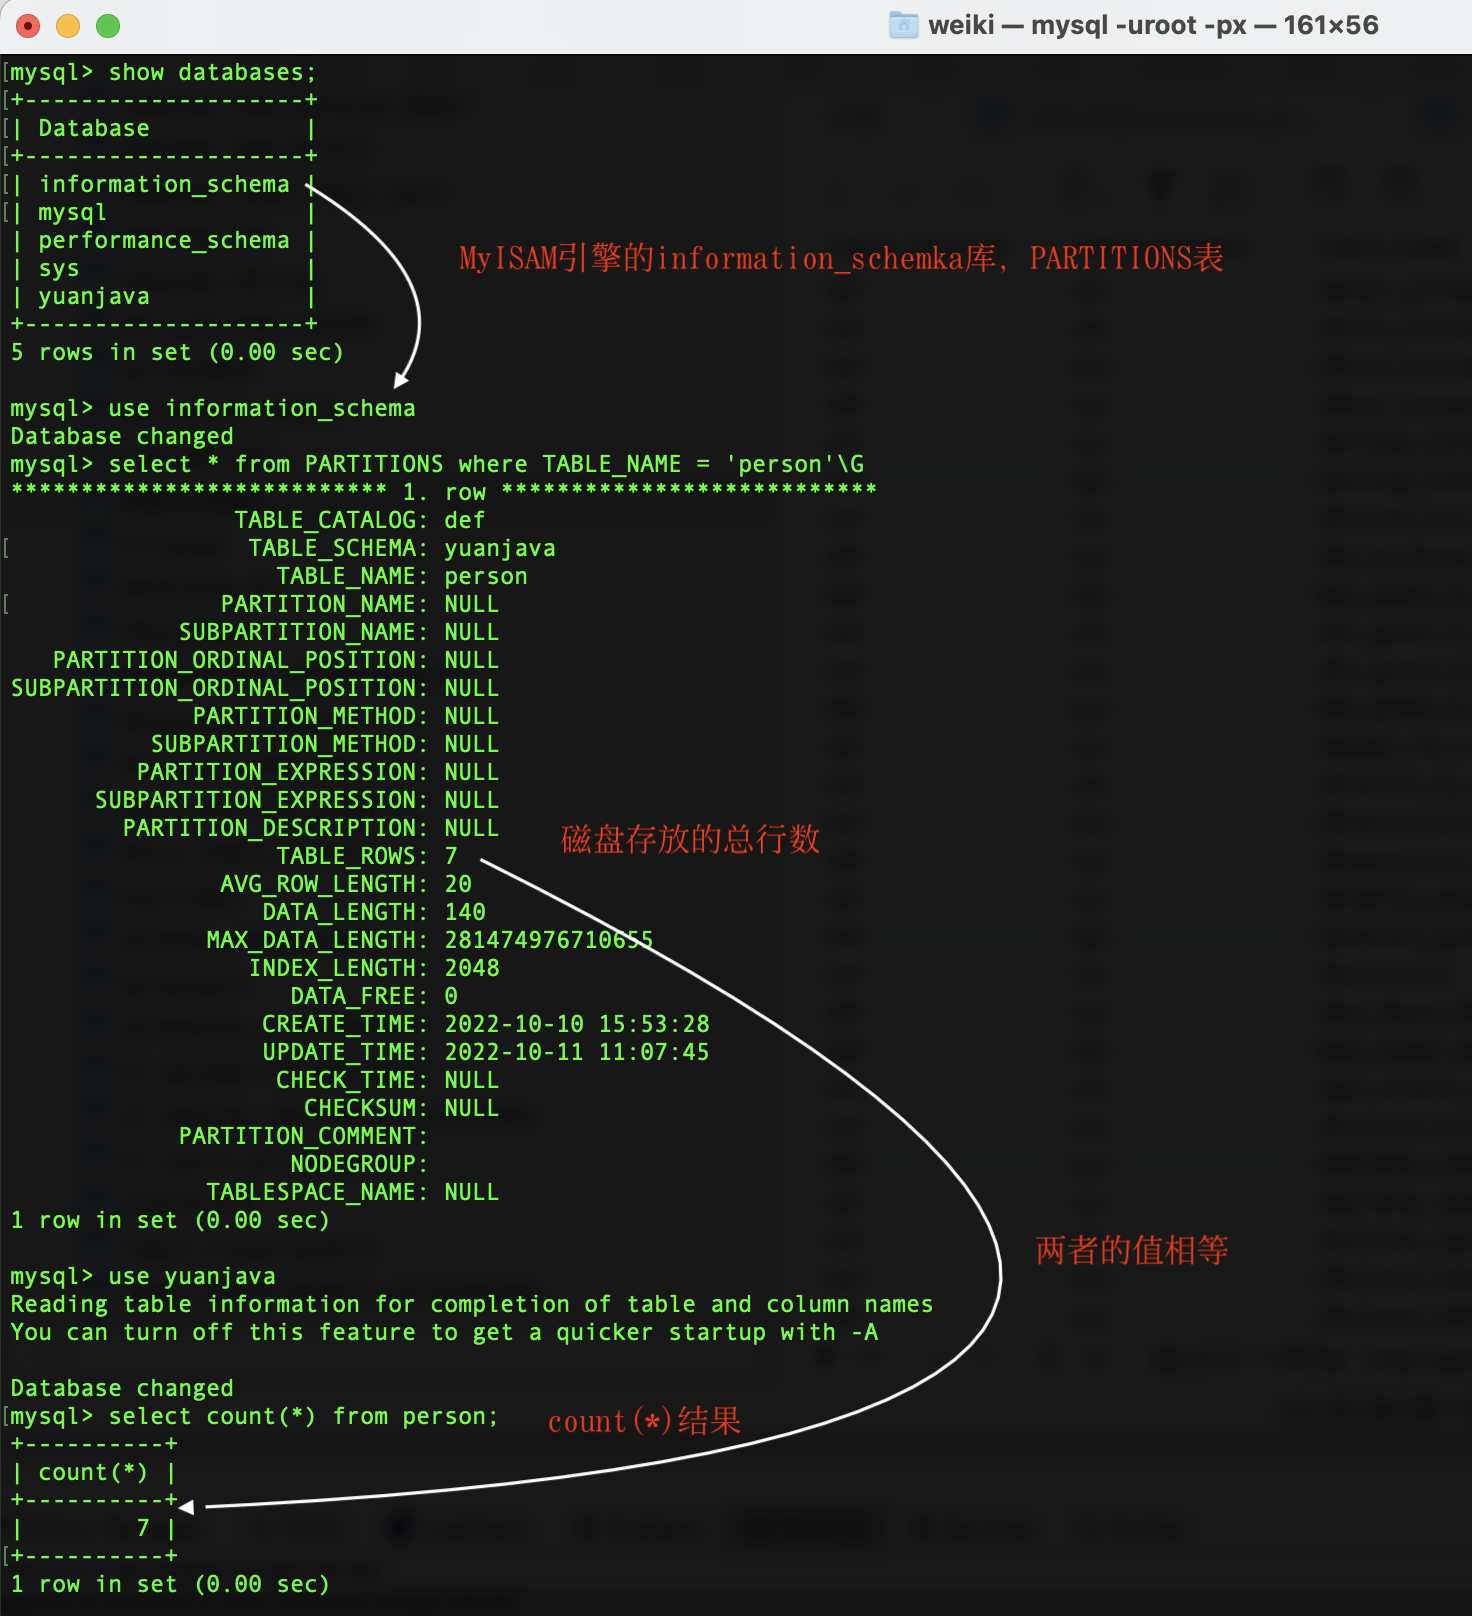 weiki — mysql -uroot -px — 161×56
mysql> show databases;
+--------------------+
| Database           |
+--------------------+
| information_schema |
| mysql              |
| performance_schema |
| sys                |
| yuanjava           |
+--------------------+
5 rows in set (0.00 sec)
MyISAM引擎的information_schemka库, PARTITIONS表
mysql> use information_schema
Database changed
mysql> select * from PARTITIONS where TABLE_NAME = 'person'\G
*************************** 1. row ***************************
TABLE_CATALOG: def
TABLE_SCHEMA: yuanjava
TABLE_NAME: person
PARTITION_NAME: NULL
SUBPARTITION_NAME: NULL
PARTITION_ORDINAL_POSITION: NULL
SUBPARTITION_ORDINAL_POSITION: NULL
PARTITION_METHOD: NULL
SUBPARTITION_METHOD: NULL
PARTITION_EXPRESSION: NULL
SUBPARTITION_EXPRESSION: NULL
PARTITION_DESCRIPTION: NULL
磁盘存放的总行数
TABLE_ROWS: 7
AVG_ROW_LENGTH: 20
DATA_LENGTH: 140
MAX_DATA_LENGTH: 281474976710655
INDEX_LENGTH: 2048
DATA_FREE: 0
CREATE_TIME: 2022-10-10 15:53:28
UPDATE_TIME: 2022-10-11 11:07:45
CHECK_TIME: NULL
CHECKSUM: NULL
PARTITION_COMMENT:
NODEGROUP:
TABLESPACE_NAME: NULL
1 row in set (0.00 sec)
两者的值相等
mysql> use yuanjava
Reading table information for completion of table and column names
You can turn off this feature to get a quicker startup with -A
Database changed
mysql> select count(*) from person;
count(*)结果
+----------+
| count(*) |
+----------+
|        7 |
+----------+
1 row in set (0.00 sec)